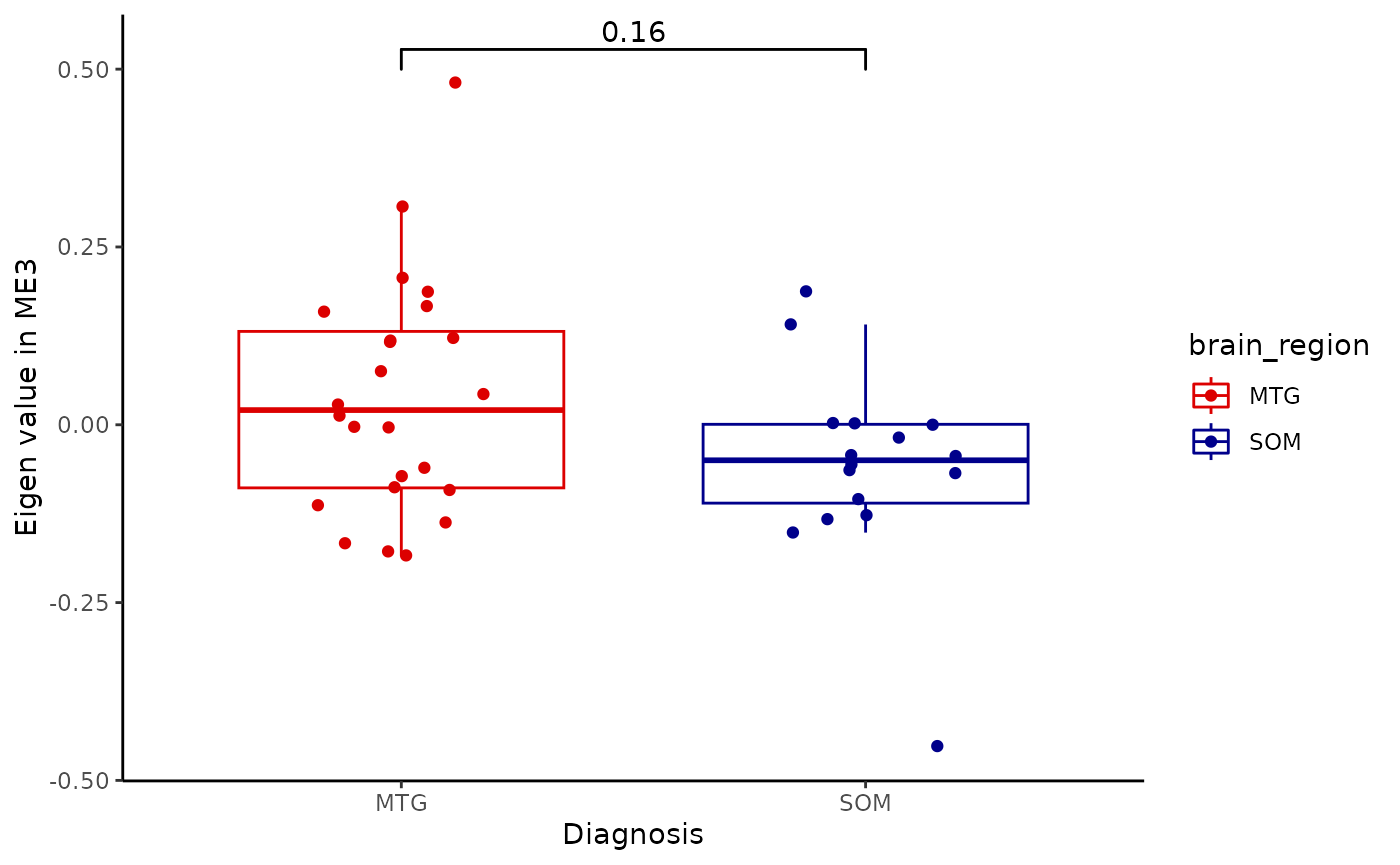 0.16
0.50
0.25
0.00
-0.25
-0.50
Eigen value in ME3
MTG
SOM
Diagnosis
brain_region
MTG
SOM